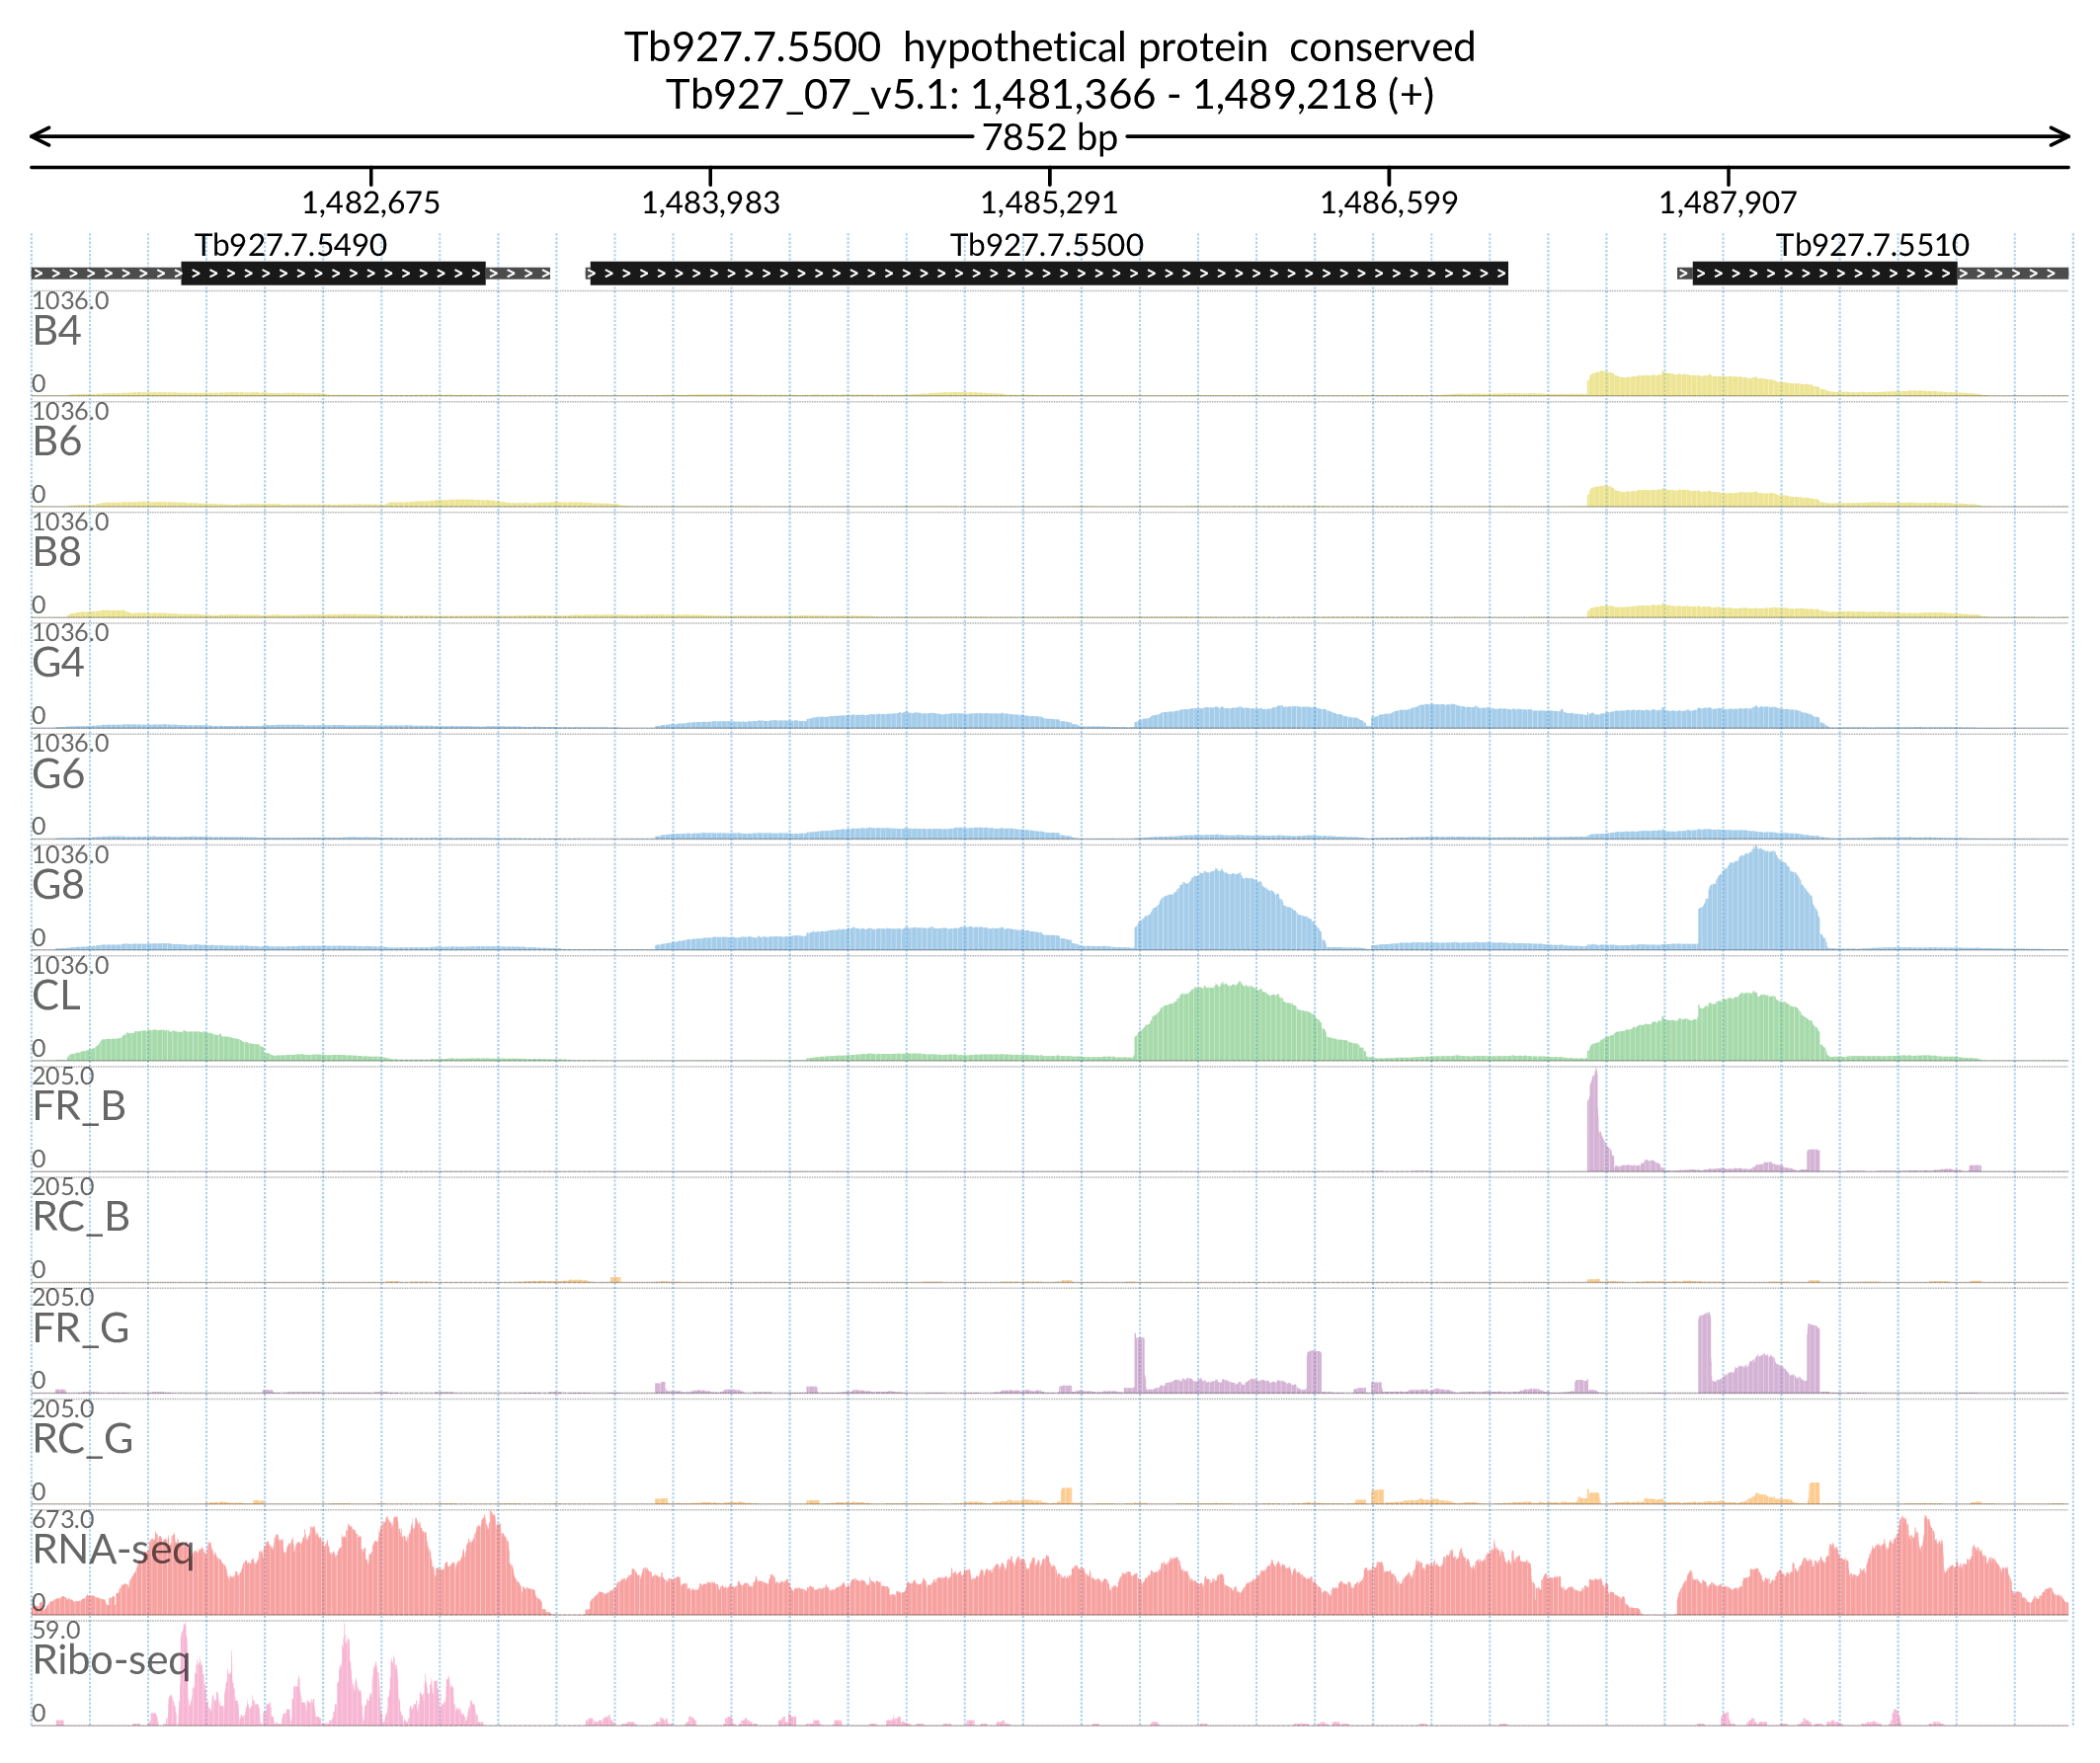 Tb927.7.5500 hypothetical protein conserved
Tb927_07_v5.1: 1,481,366 - 1,489,218 (+)
7852 bp
1,482,675 1,483,983 1,485,291 1,486,599 1,487,907
Tb927.7.5490 Tb927.7.5500 Tb927.7.5510
1036.0
B4
0
1036.0
B6
0
1036.0
B8
0
1036.0
G4
0
1036.0
G6
0
1036.0
G8
0
1036.0
CL
0
205.0
FR_B
0
205.0
RC_B
0
205.0
FR_G
0
205.0
RC_G
0
673.0
RNA-seq
0
59.0
Ribo-seq
0